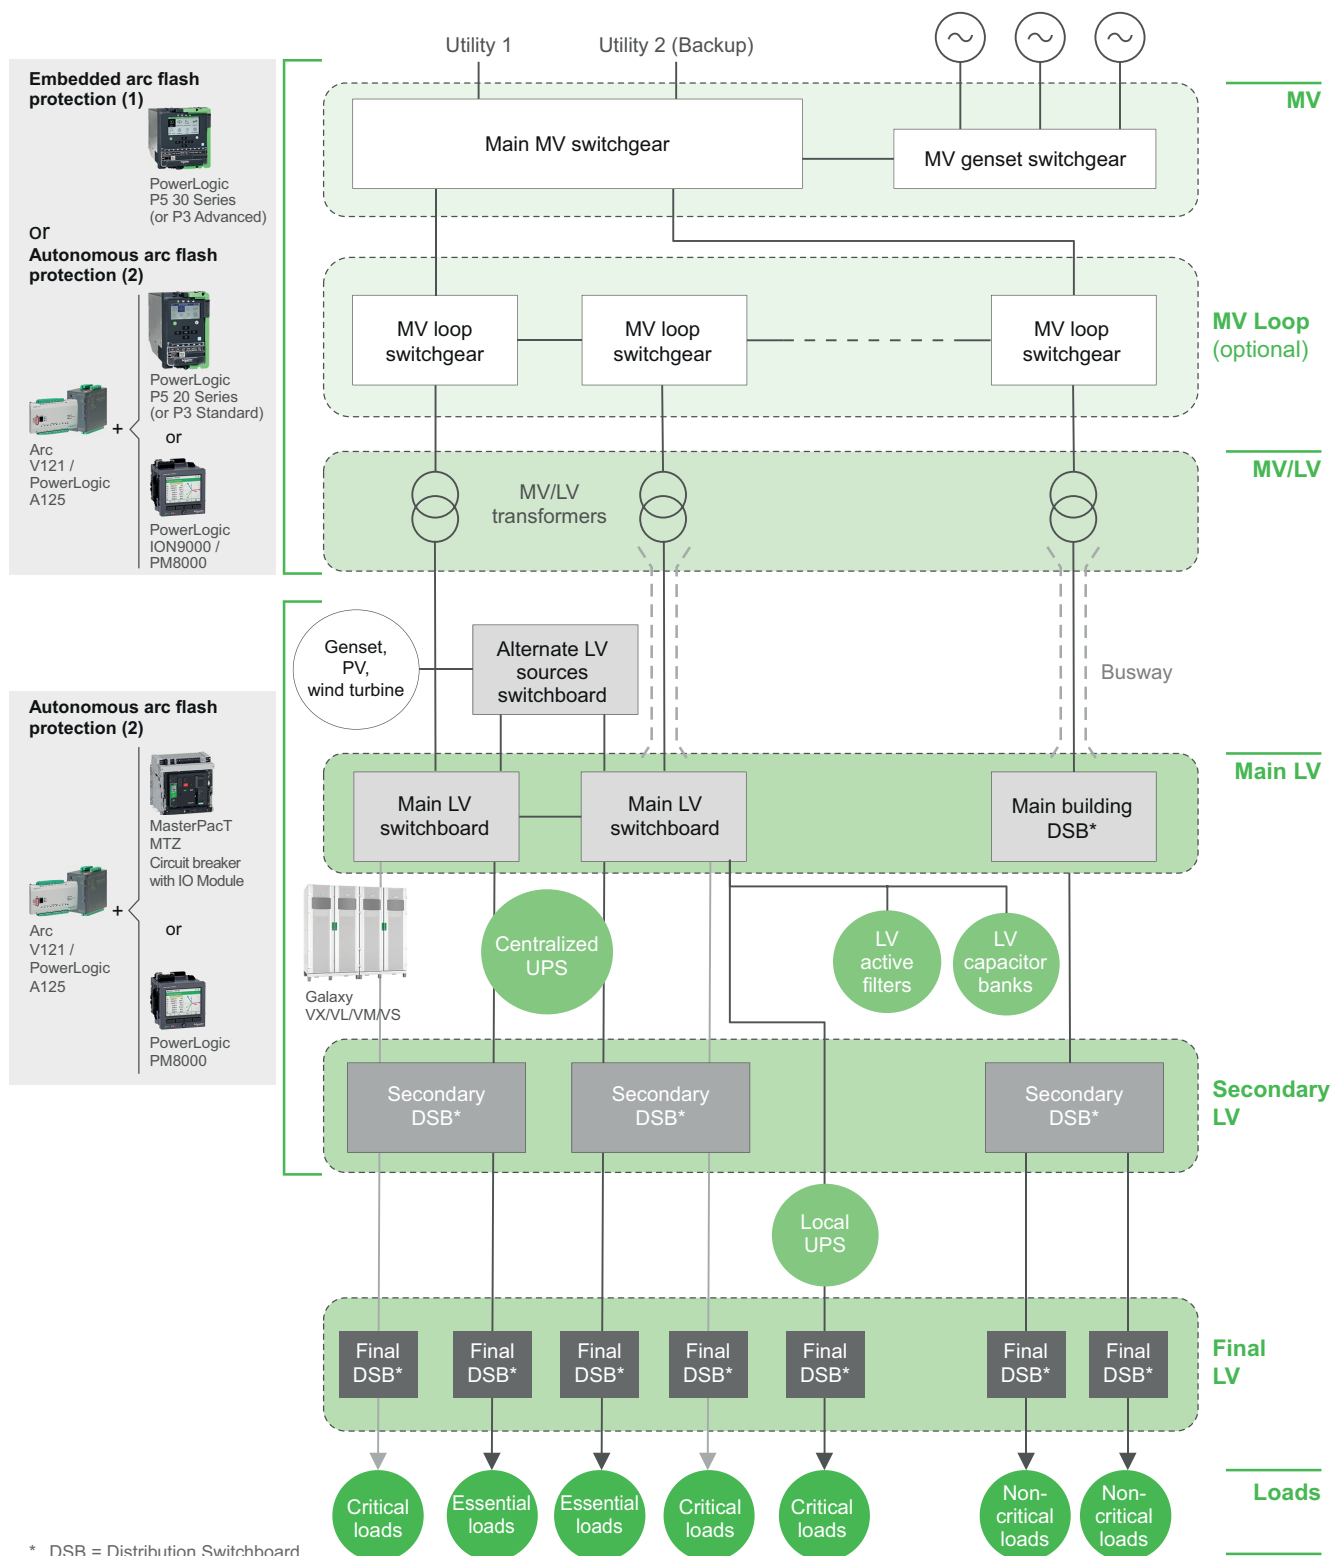 Utility 1
Utility 2 (Backup)
Embedded arc flash
protection (1)
PowerLogic
P5 30 Series
(or P3 Advanced)
or
Autonomous arc flash
protection (2)
PowerLogic
P5 20 Series
(or P3 Standard)
+
or
Arc
V121 /
PowerLogic
A125
PowerLogic
ION9000 /
PM8000
MV
Main MV switchgear
MV genset switchgear
MV loop
switchgear
MV loop
switchgear
MV loop
switchgear
MV Loop
(optional)
MV/LV
MV/LV
transformers
Genset,
PV,
wind turbine
Alternate LV
sources
switchboard
Busway
Autonomous arc flash
protection (2)
MasterPacT
MTZ
Circuit breaker
with IO Module
+
or
Arc
V121 /
PowerLogic
A125
PowerLogic
PM8000
Main LV
Main LV
switchboard
Main LV
switchboard
Main building
DSB*
Galaxy
VX/VL/VM/VS
Centralized
UPS
LV
active
filters
LV
capacitor
banks
Secondary
DSB*
Secondary
DSB*
Secondary
DSB*
Secondary
LV
Local
UPS
Final
DSB*
Final
DSB*
Final
DSB*
Final
DSB*
Final
DSB*
Final
DSB*
Final
DSB*
Final
LV
Critical
loads
Essential
loads
Essential
loads
Critical
loads
Critical
loads
Non-
critical
loads
Non-
critical
loads
Loads
* DSB = Distribution Switchboard